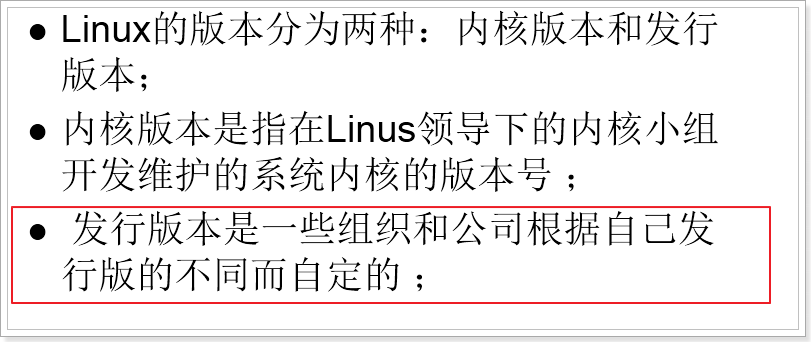 ● Linux的版本分为两种：内核版本和发行
版本；
● 内核版本是指在Linus领导下的内核小组
开发维护的系统内核的版本号 ；
● 发行版本是一些组织和公司根据自己发
行版的不同而自定的 ；